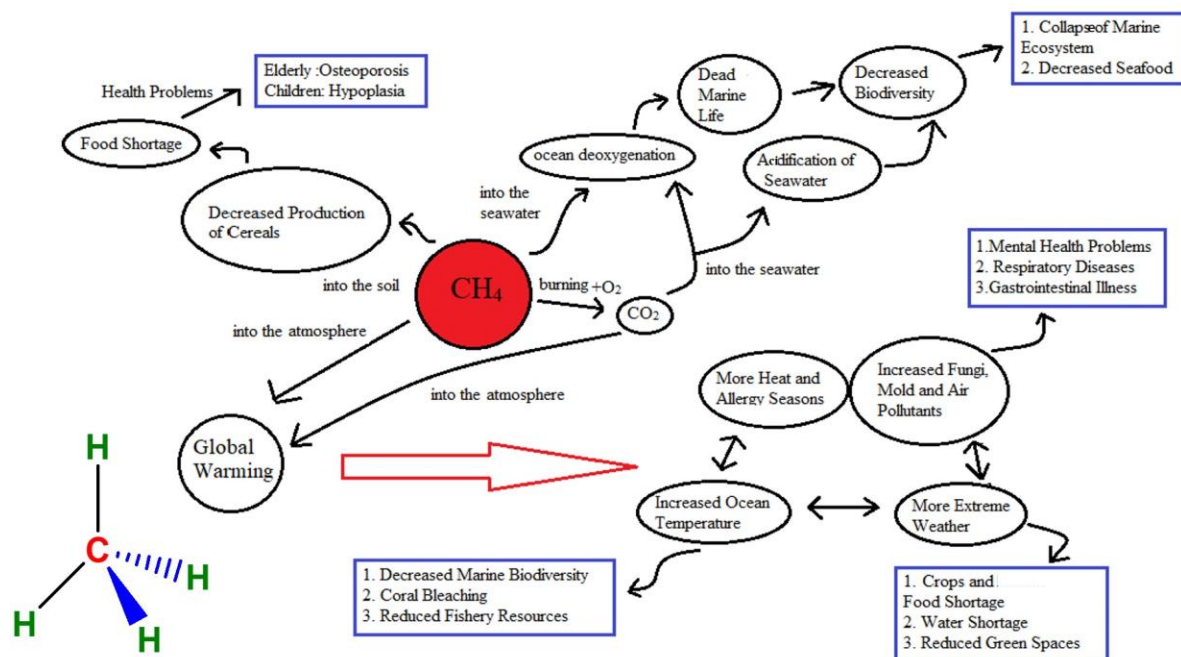 Health Problems
Elderly :Osteoporosis
Children: Hypoplasia
Food Shortage
Decreased Production
of Cereals
into the soil
into the
seawater
ocean deoxygenation
Dead
Marine
Life
Decreased
Biodiversity
1. Collapseof Marine
Ecosystem
2. Decreased Seafood
Acidification of
Seawater
into the seawater
CH₄
burning +O₂
CO₂
into the atmosphere
into the atmosphere
Global
Warming
1.Mental Health Problems
2. Respiratory Diseases
3.Gastrointestinal Illness
More Heat and
Allergy Seasons
Increased Fungi,
Mold and Air
Pollutants
Increased Ocean
Temperature
More Extreme
Weather
1. Decreased Marine Biodiversity
2. Coral Bleaching
3. Reduced Fishery Resources
1. Crops and
Food Shortage
2. Water Shortage
3. Reduced Green Spaces
H
C
H
H
H